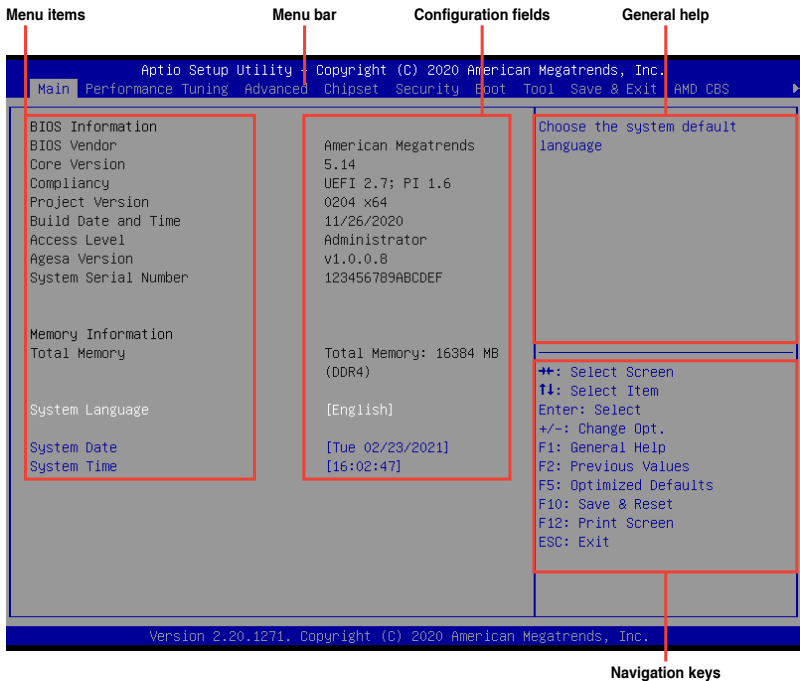 Menu items Menu bar Configuration fields General help
Aptio Setup Utility - Copyright (C) 2020 American Megatrends, Inc.
Main Performance Tuning Advanced Chipset Security Boot Tool Save & Exit AMD CBS
BIOS Information
BIOS Vendor American Megatrends
Core Version 5.14
Compliancy UEFI 2.7; PI 1.6
Project Version 0204 x64
Build Date and Time 11/26/2020
Access Level Administrator
Agesa Version v1.0.0.8
System Serial Number 123456789ABCDEF
Memory Information
Total Memory Total Memory: 16384 MB
(DDR4)
System Language [English]
System Date [Tue 02/23/2021]
System Time [16:02:47]
Choose the system default
language
→←: Select Screen
↑↓: Select Item
Enter: Select
+/-: Change Opt.
F1: General Help
F2: Previous Values
F5: Optimized Defaults
F10: Save & Reset
F12: Print Screen
ESC: Exit
Version 2.20.1271. Copyright (C) 2020 American Megatrends, Inc.
Navigation keys